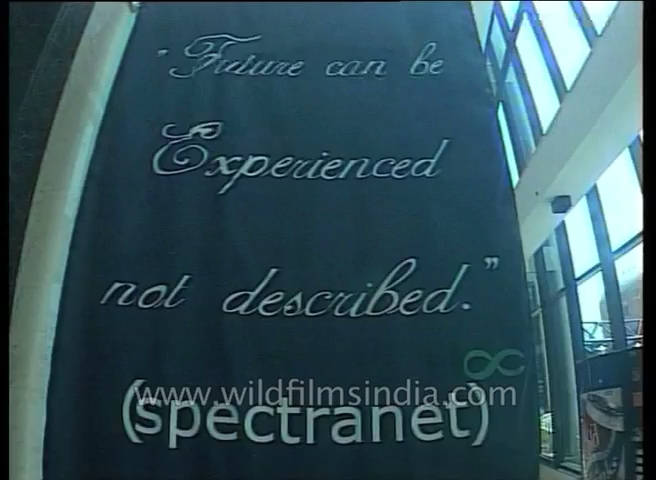 "Future can be
Experienced
not described."
www.wildfilmsindia.com
(spectranet)